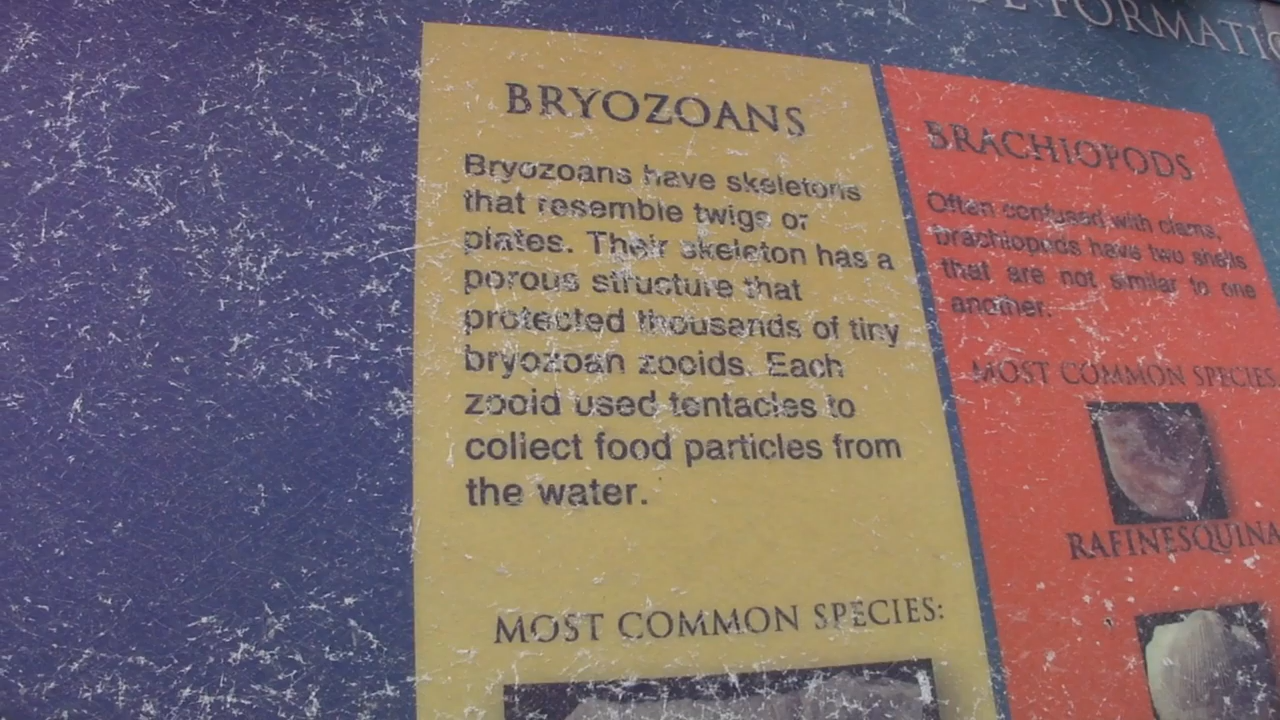 BRYOZOANS
Bryozoans have skeletons
that resemble twigs or
plates. Their skeleton has a
porous structure that
protected thousands of tiny
bryozoan zooids. Each
zooid used tentacles to
collect food particles from
the water.
MOST COMMON SPECIES:
BRACHIOPODS
Often confused with clams,
brachiopods have two shells
that are not similar to one
another.
MOST COMMON SPECIES:
RAFINESQUINA